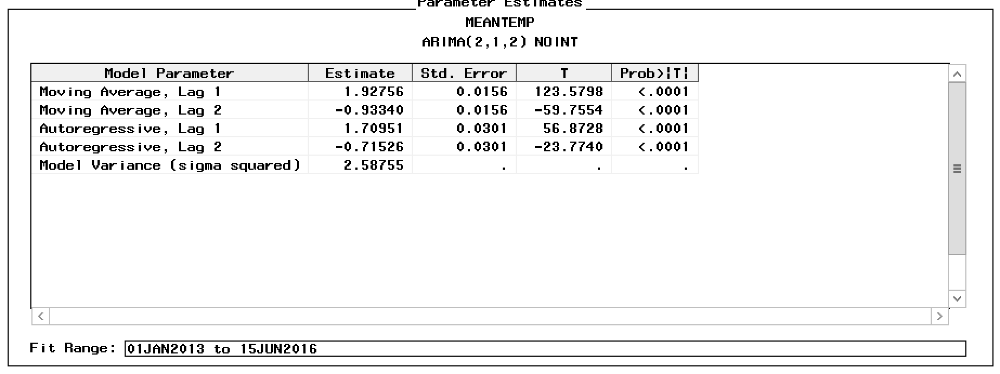 Parameter Estimates
MEANTEMP
ARIMA(2,1,2) NOINT
Model Parameter Estimate Std. Error T Prob>|T|
Moving Average, Lag 1 1.92756 0.0156 123.5798 <.0001
Moving Average, Lag 2 -0.93340 0.0156 -59.7554 <.0001
Autoregressive, Lag 1 1.70951 0.0301 56.8728 <.0001
Autoregressive, Lag 2 -0.71526 0.0301 -23.7740 <.0001
Model Variance (sigma squared) 2.58755 . . .
Fit Range: 01JAN2013 to 15JUN2016